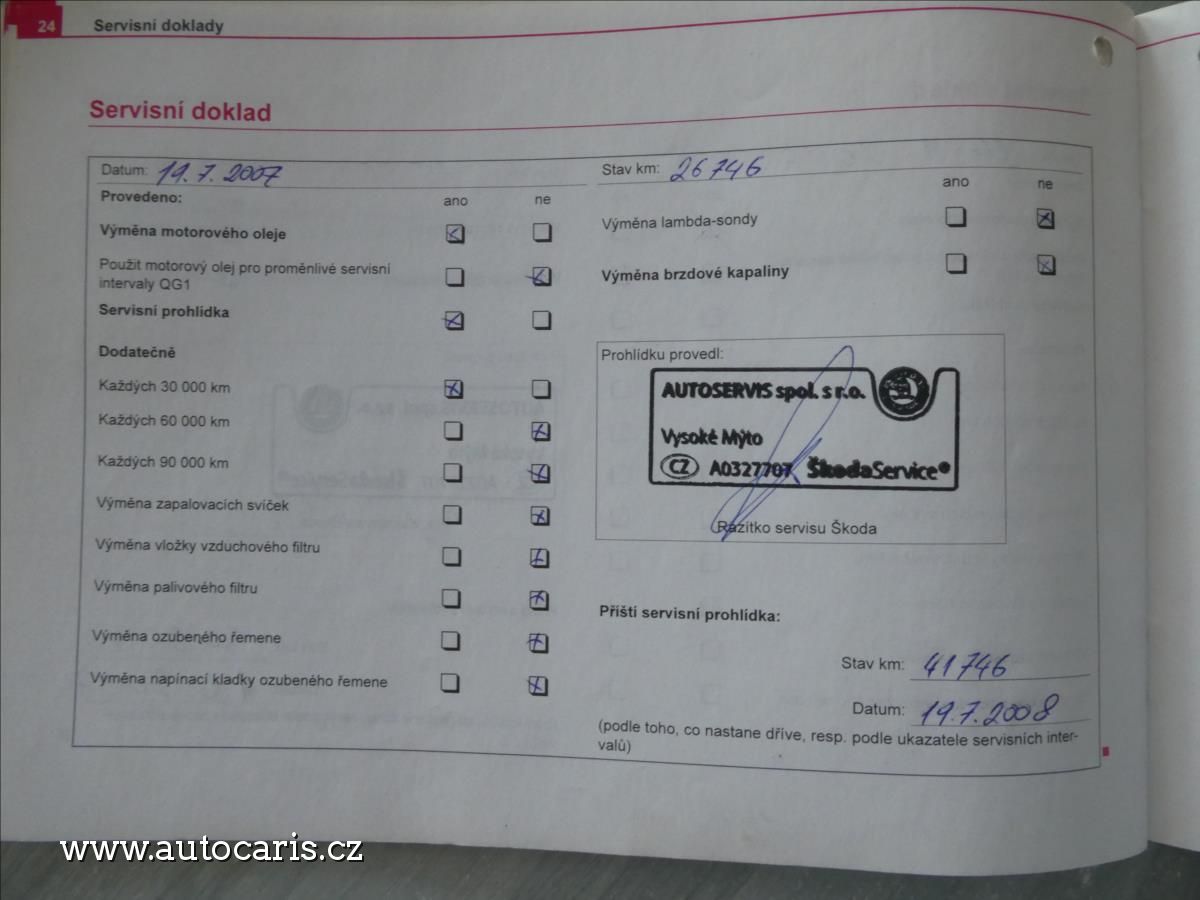 24 Servisní doklady
Servisní doklad
Datum: 19.7.2007
Provedeno: ano ne
Výměna motorového oleje
Použit motorový olej pro proměnlivé servisní
intervaly QG1
Servisní prohlídka
Dodatečně
Každých 30 000 km
Každých 60 000 km
Každých 90 000 km
Výměna zapalovacích svíček
Výměna vložky vzduchového filtru
Výměna palivového filtru
Výměna ozubeného řemene
Výměna napínací kladky ozubeného řemene
Stav km: 26746
ano ne
Výměna lambda-sondy
Výměna brzdové kapaliny
Prohlídku provedl:
AUTOSERVIS spol. s r.o.
Vysoké Mýto
CZ A0327707 ŠkodaService®
Razítko servisu Škoda
Příští servisní prohlídka:
Stav km: 41746
Datum: 19.7.2008
(podle toho, co nastane dříve, resp. podle ukazatele servisních inter-
valů)
www.autocaris.cz